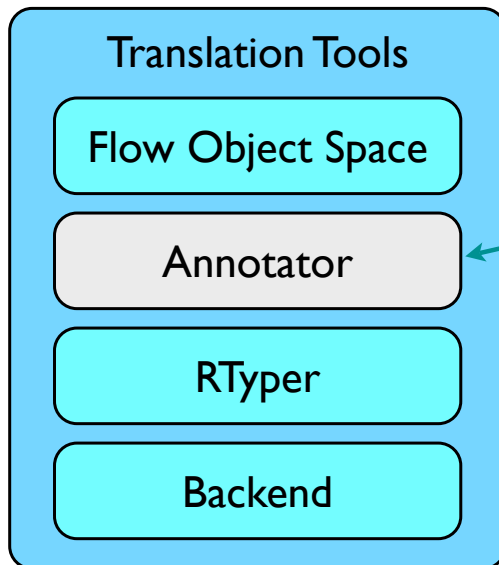 Translation Tools
Flow Object Space
Annotator
RTyper
Backend